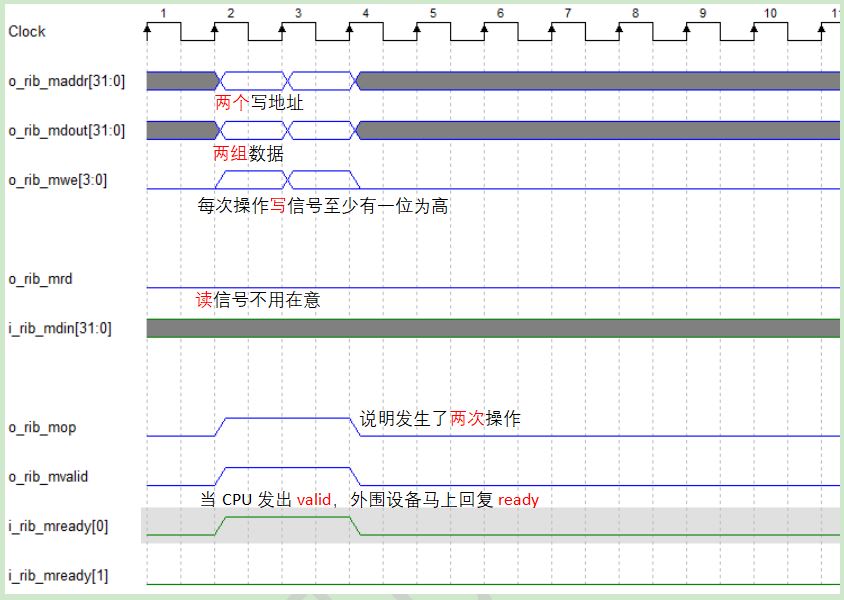 1 2 3 4 5 6 7 8 9 10 1
Clock
o_rib_maddr[31:0]
两个写地址
o_rib_mdout[31:0]
两组数据
o_rib_mwe[3:0]
每次操作写信号至少有一位为高
o_rib_mrd
读信号不用在意
i_rib_mdin[31:0]
说明发生了两次操作
o_rib_mop
o_rib_mvalid
当 CPU 发出 valid，外围设备马上回复 ready
i_rib_mready[0]
i_rib_mready[1]